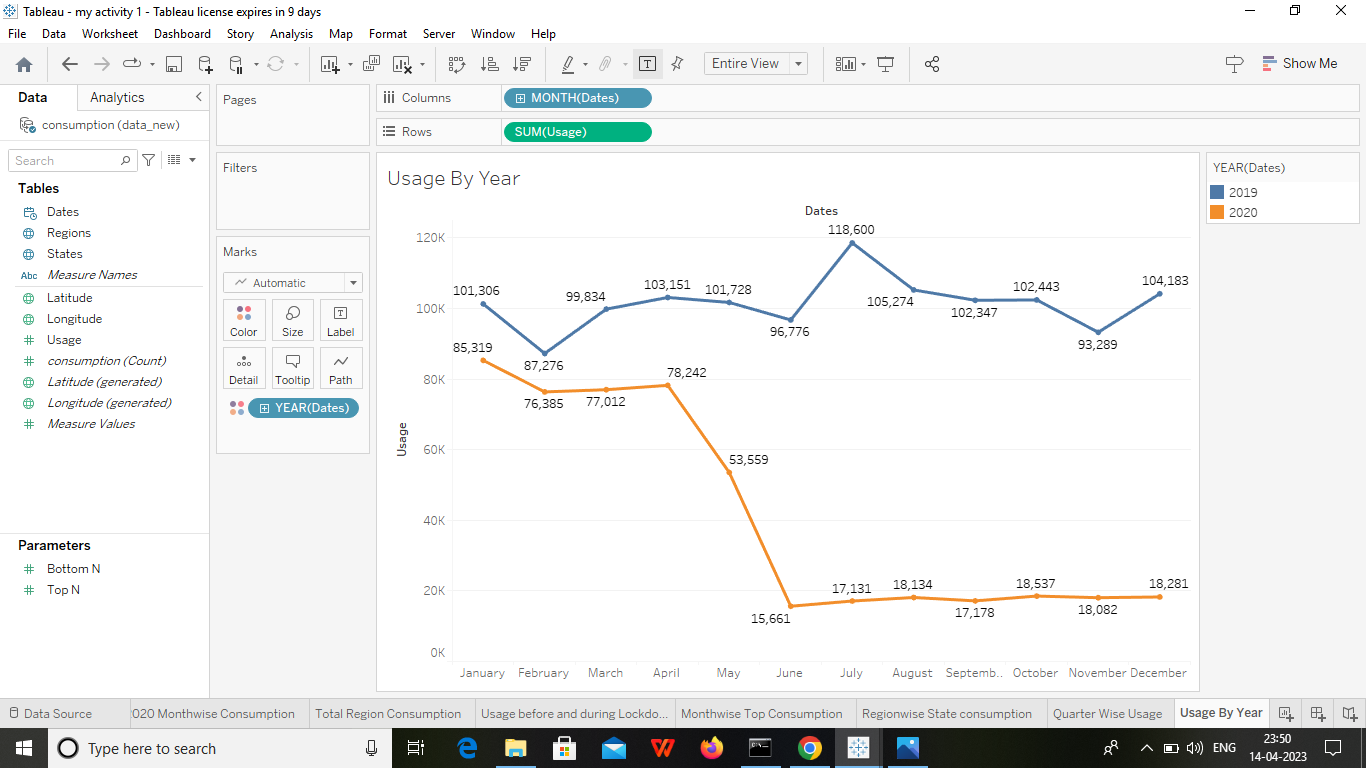 Tableau - my activity 1 - Tableau license expires in 9 days
File Data Worksheet Dashboard Story Analysis Map Format Server Window Help
Entire View
Show Me
Data Analytics
consumption (data_new)
Search
Tables
Dates
Regions
States
Abc Measure Names
Latitude
Longitude
Usage
consumption (Count)
Latitude (generated)
Longitude (generated)
Measure Values
Parameters
Bottom N
Top N
Pages
Filters
Marks
Automatic
Color Size Label
Detail Tooltip Path
YEAR(Dates)
Columns MONTH(Dates)
Rows SUM(Usage)
Usage By Year
Dates
Usage
120K
100K
80K
60K
40K
20K
0K
101,306
87,276
99,834
103,151
101,728
96,776
118,600
105,274
102,347
102,443
93,289
104,183
85,319
76,385
77,012
78,242
53,559
15,661
17,131
18,134
17,178
18,537
18,082
18,281
January February March April May June July August Septemb.. October November December
YEAR(Dates)
2019
2020
Data Source 020 Monthwise Consumption Total Region Consumption Usage before and during Lockdo... Monthwise Top Consumption Regionwise State consumption Quarter Wise Usage Usage By Year
Type here to search
ENG
23:50
14-04-2023